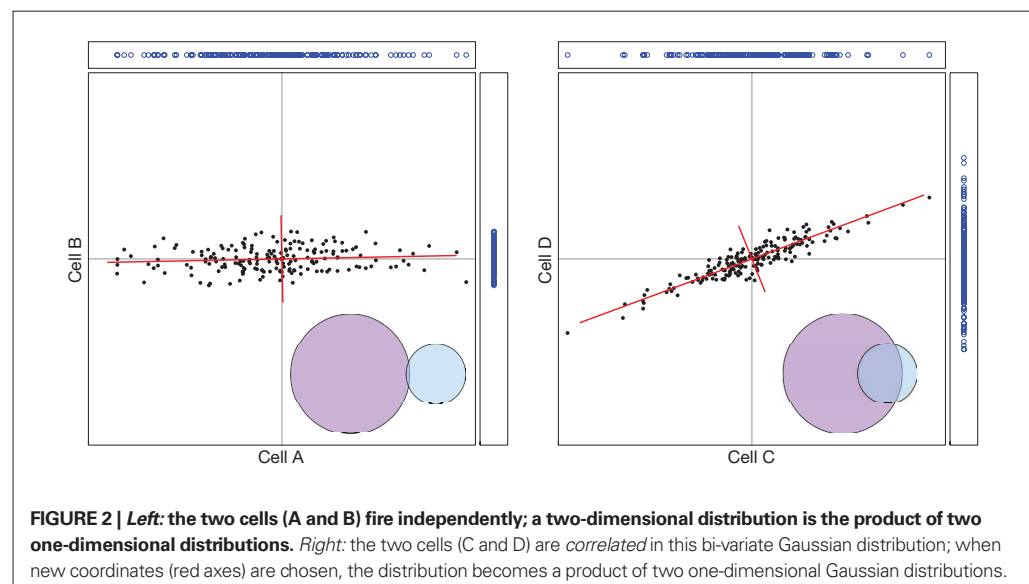 Cell B
Cell D
Cell A
Cell C
FIGURE 2 | Left: the two cells (A and B) fire independently; a two-dimensional distribution is the product of two
one-dimensional distributions. Right: the two cells (C and D) are correlated in this bi-variate Gaussian distribution; when
new coordinates (red axes) are chosen, the distribution becomes a product of two one-dimensional Gaussian distributions.